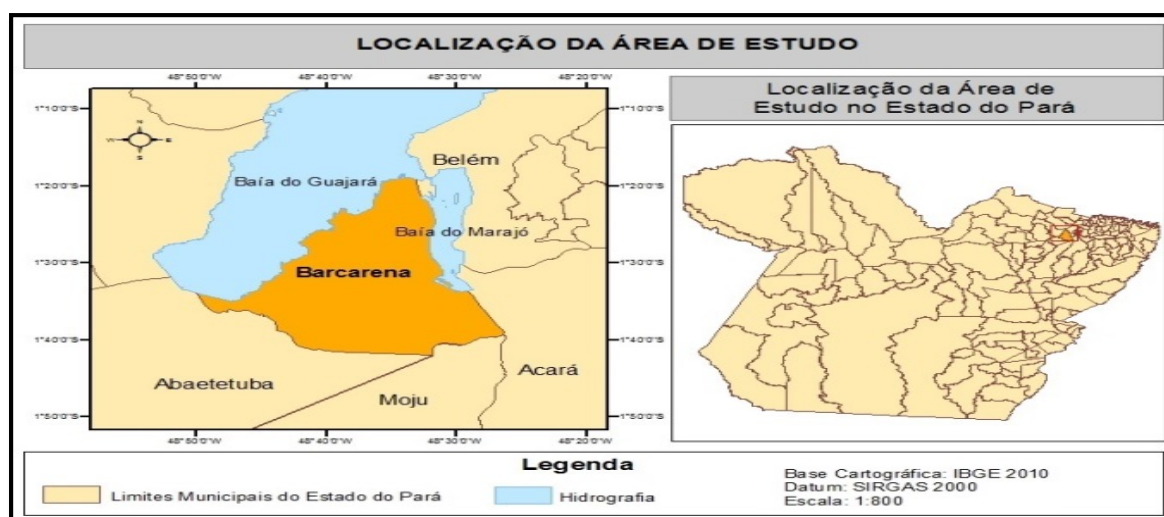 LOCALIZAÇÃO DA ÁREA DE ESTUDO
48°50'0"W 48°40'0"W 48°30'0"W 48°20'0"W
1°10'0"S 1°10'0"S
1°20'0"S 1°20'0"S
1°30'0"S 1°30'0"S
1°40'0"S 1°40'0"S
1°50'0"S 1°50'0"S
N
W E
S
Belém
Baía do Guajará
Baía do Marajó
Barcarena
Abaetetuba
Acará
Moju
48°50'0"W 48°40'0"W 48°30'0"W 48°20'0"W
Localização da Área de
Estudo no Estado do Pará
Legenda
Limites Municipais do Estado do Pará
Hidrografia
Base Cartográfica: IBGE 2010
Datum: SIRGAS 2000
Escala: 1:800